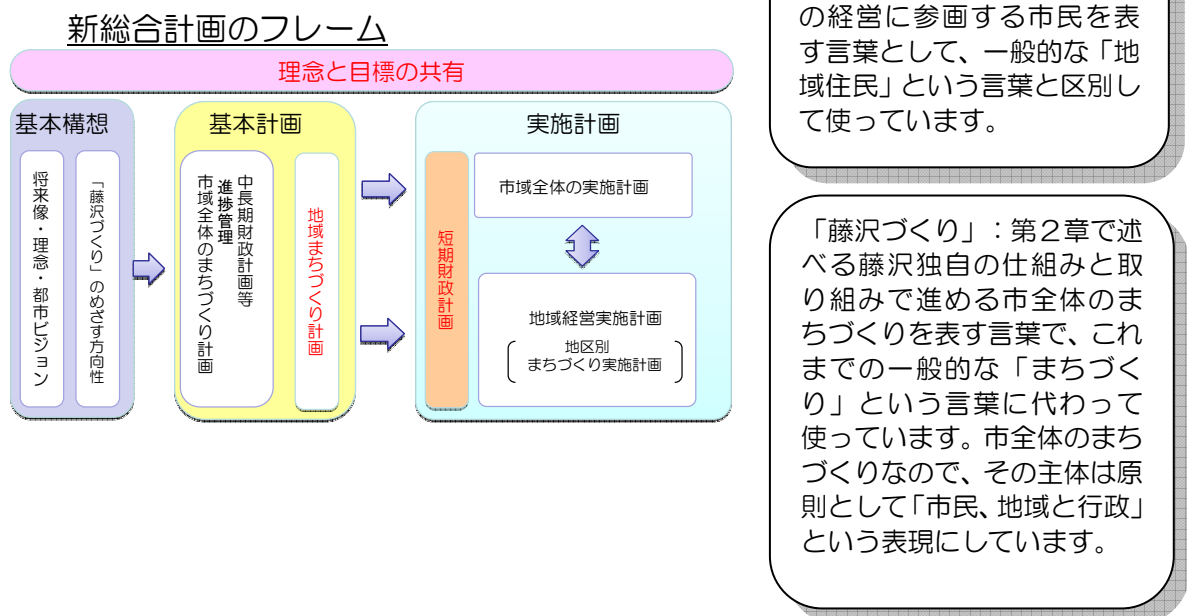 新総合計画のフレーム
理念と目標の共有
基本構想
将来像・理念・都市ビジョン
「藤沢づくり」のめざす方向性
基本計画
中長期財政計画等
進捗管理
市域全体のまちづくり計画
地域まちづくり計画
実施計画
短期財政計画
市域全体の実施計画
地域経営実施計画
地区別
まちづくり実施計画
の経営に参画する市民を表
す言葉として、一般的な「地
域住民」という言葉と区別し
て使っています。
「藤沢づくり」:第2章で述
べる藤沢独自の仕組みと取
り組みで進める市全体のま
ちづくりを表す言葉で、これ
までの一般的な「まちづく
り」という言葉に代わって
使っています。市全体のまち
づくりなので、その主体は原
則として「市民、地域と行政」
という表現にしています。